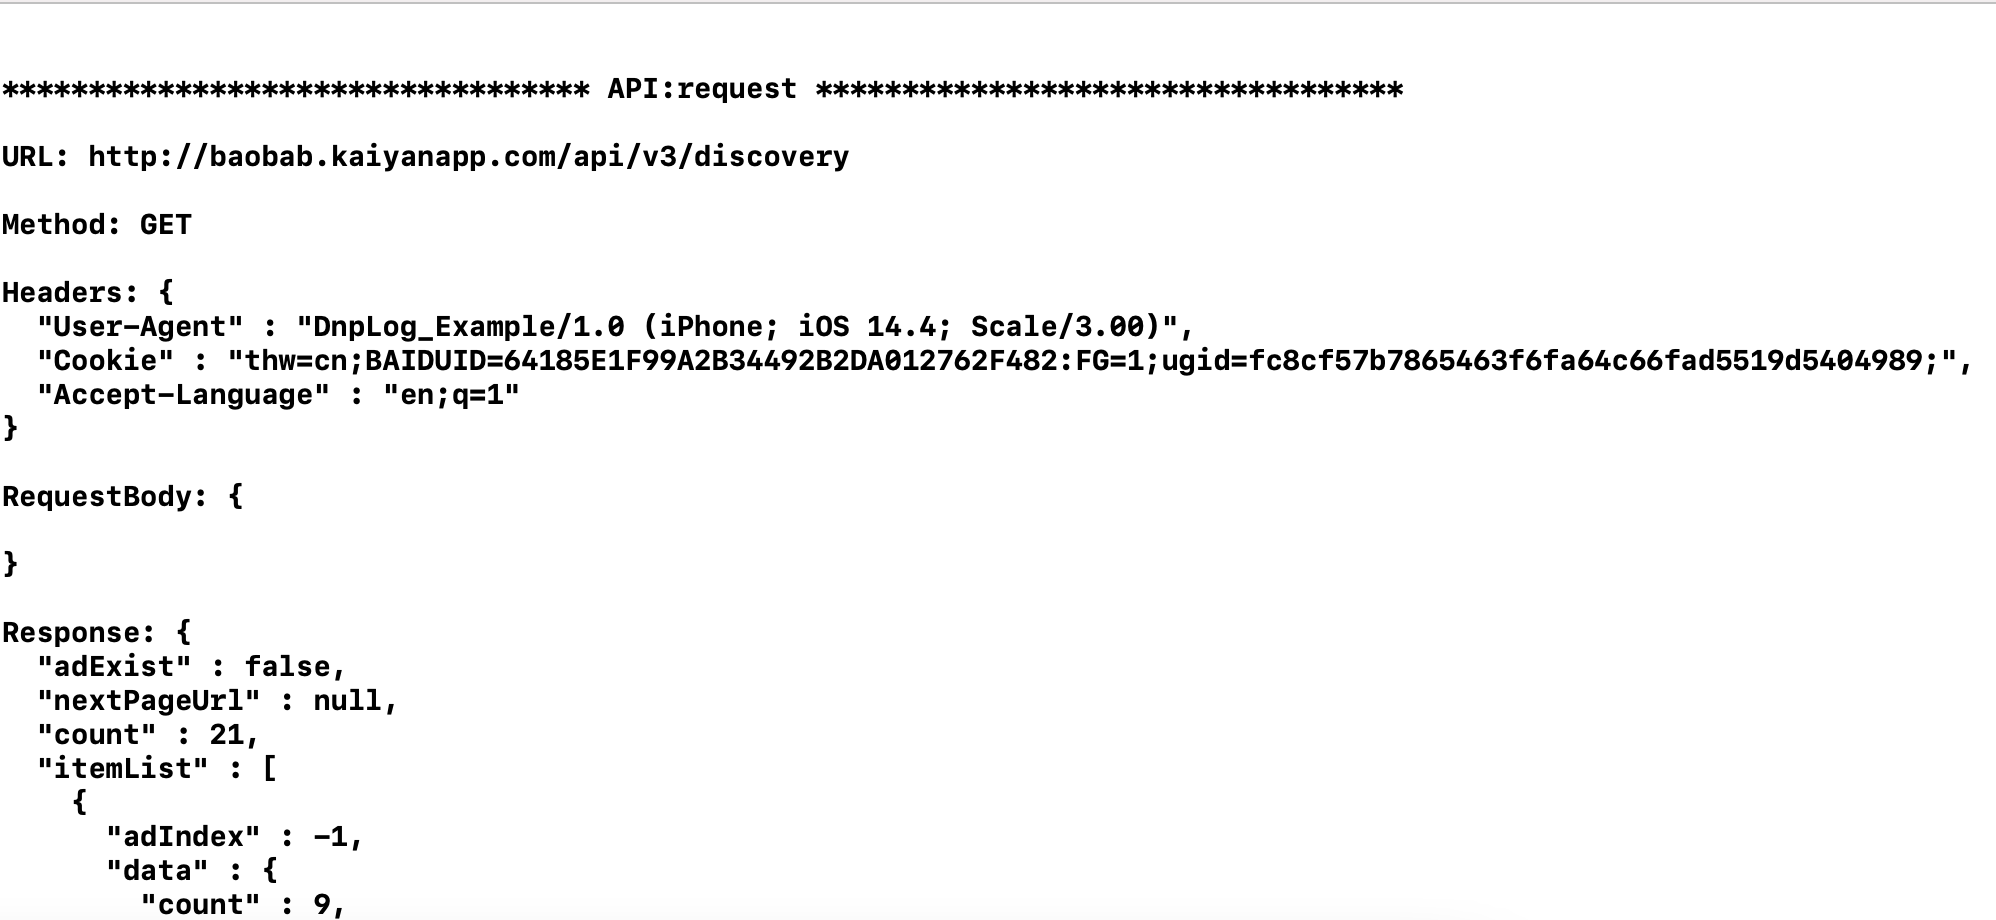 ********************************** API:request **********************************
URL: http://baobab.kaiyanapp.com/api/v3/discovery
Method: GET
Headers: {
"User-Agent" : "DnpLog_Example/1.0 (iPhone; iOS 14.4; Scale/3.00)",
"Cookie" : "thw=cn;BAIDUID=64185E1F99A2B34492B2DA012762F482:FG=1;ugid=fc8cf57b7865463f6fa64c66fad5519d5404989;",
"Accept-Language" : "en;q=1"
}
RequestBody: {
}
Response: {
"adExist" : false,
"nextPageUrl" : null,
"count" : 21,
"itemList" : [
{
"adIndex" : -1,
"data" : {
"count" : 9,